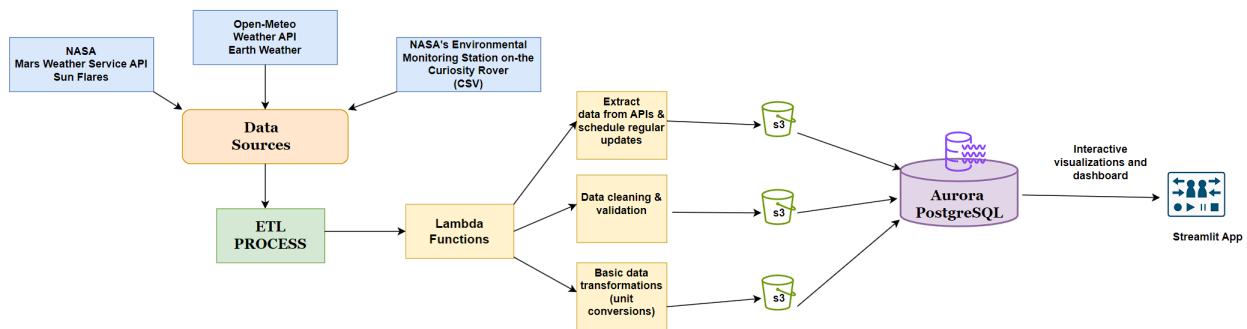 NASA
Mars Weather Service API
Sun Flares
Open-Meteo
Weather API
Earth Weather
NASA's Environmental
Monitoring Station on-the
Curiosity Rover
(CSV)
Data
Sources
ETL
PROCESS
Lambda
Functions
Extract
data from APIs &
schedule regular
updates
s3
Data cleaning &
validation
s3
Basic data
transformations
(unit
conversions)
s3
Aurora
PostgreSQL
Interactive
visualizations and
dashboard
Streamlit App